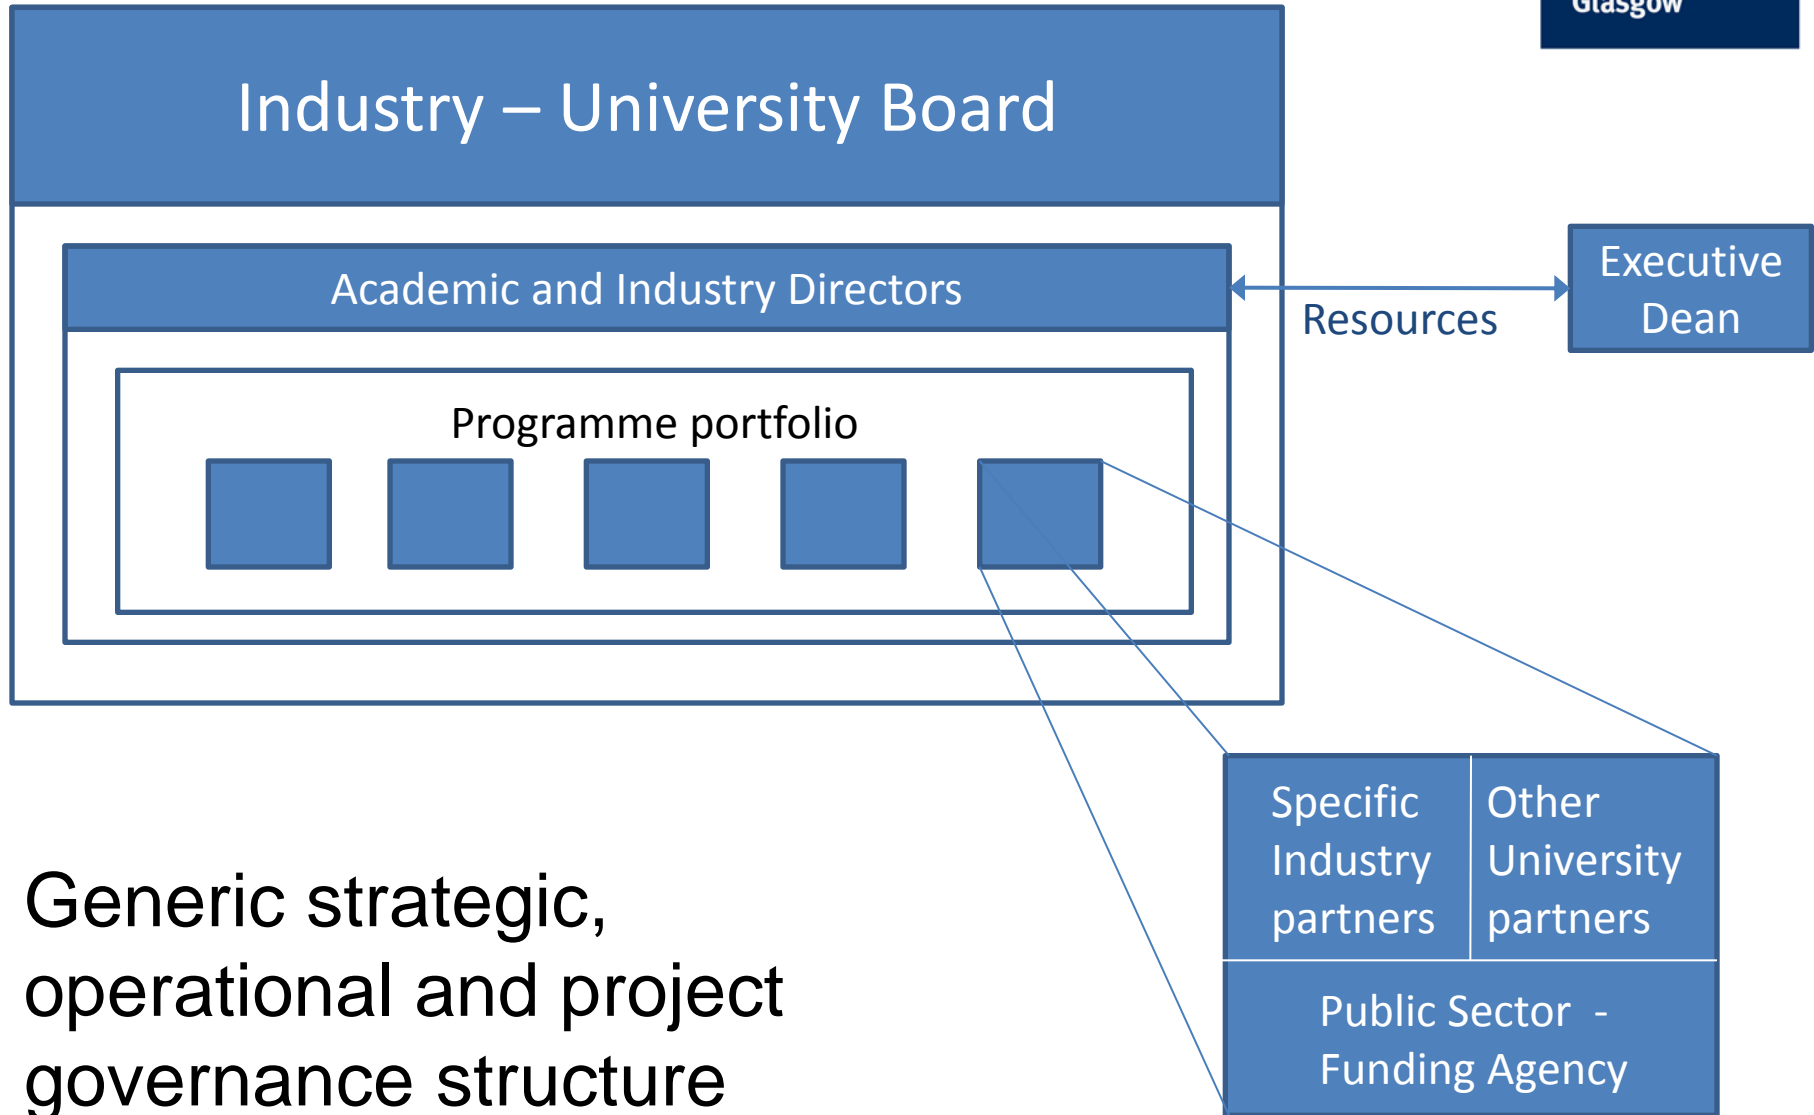 Glasgow
Industry – University Board
Academic and Industry Directors
Executive
Dean
Resources
Programme portfolio
Specific
Industry
partners
Other
University
partners
Public Sector -
Funding Agency
Generic strategic,
operational and project
governance structure